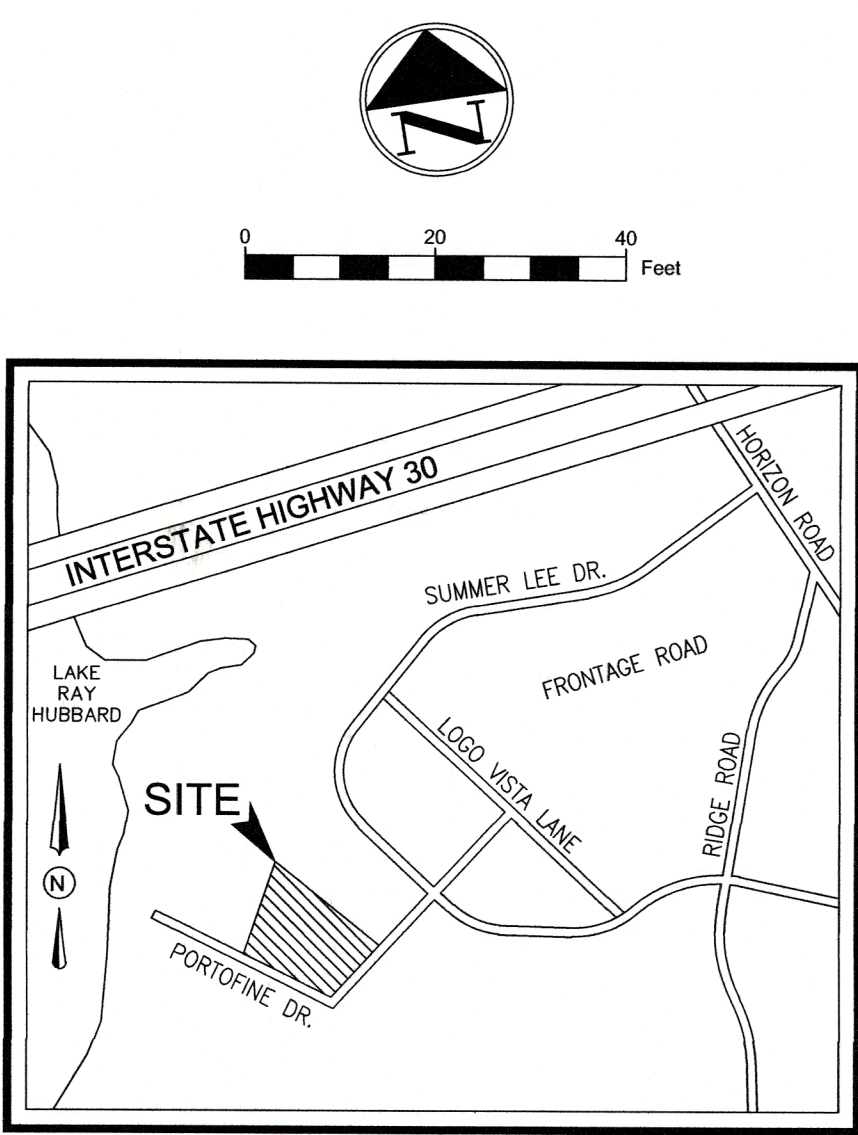 N
0 20 40
Feet
INTERSTATE HIGHWAY 30
HORIZON ROAD
SUMMER LEE DR.
FRONTAGE ROAD
LAKE
RAY
HUBBARD
LOGO VISTA LANE
RIDGE ROAD
SITE
N
PORTOFINE DR.